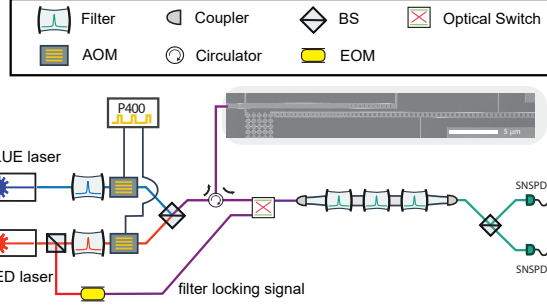 Filter
Coupler
BS
Optical Switch
AOM
Circulator
EOM
P400
5 μm
LUE laser
SNSPD
ED laser
filter locking signal
SNSPD